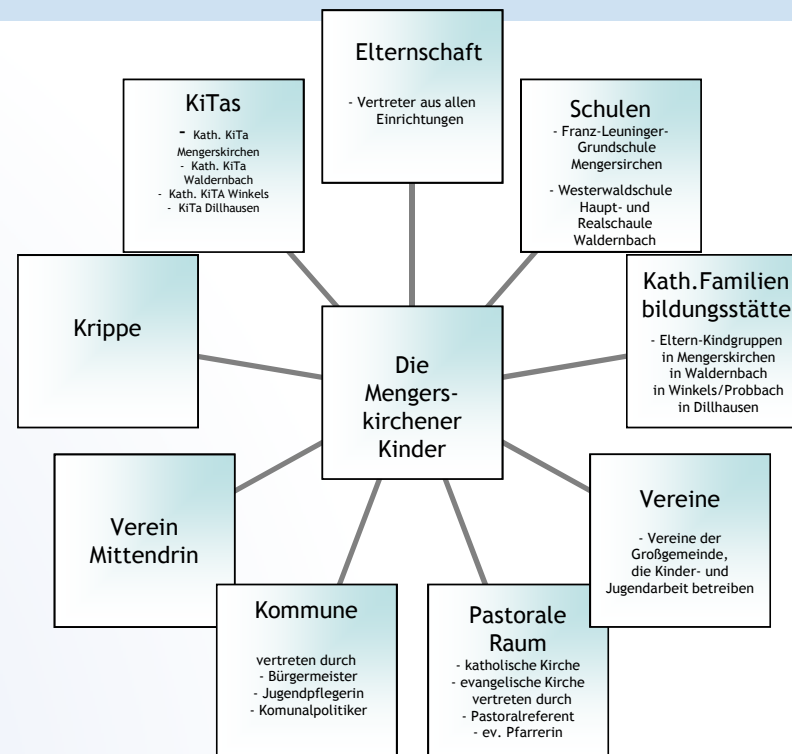 Elternschaft
- Vertreter aus allen
Einrichtungen
KiTas
- Kath. KiTa
Mengerskirchen
- Kath. KiTa
Waldernbach
- Kath. KiTA Winkels
- KiTa Dillhausen
Schulen
- Franz-Leuninger-
Grundschule
Mengersirchen
- Westerwaldschule
Haupt- und
Realschaule
Waldernbach
Krippe
Die
Mengers-
kirchener
Kinder
Kath.Familien
bildungsstätte
- Eltern-Kindgruppen
in Mengerskirchen
in Waldernbach
in Winkels/Probbach
in Dillhausen
Verein
Mittendrin
Vereine
- Vereine der
Großgemeinde,
die Kinder- und
Jugendarbeit betreiben
Kommune
vertreten durch
- Bürgermeister
- Jugendpflegerin
- Komunalpolitiker
Pastorale
Raum
- katholische Kirche
- evangelische Kirche
vertreten durch
- Pastoralreferent
- ev. Pfarrerin